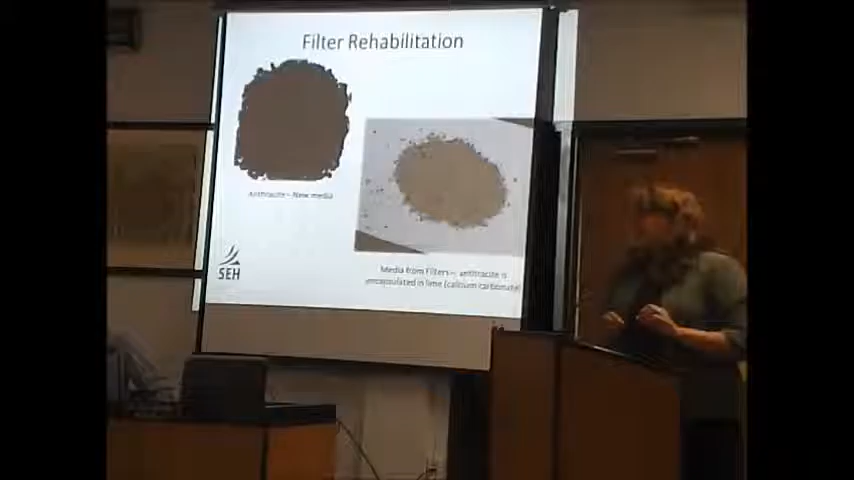 Filter Rehabilitation
Anthracite – New media
SEH
Media from Filters – anthracite is
encapsulated in lime (calcium carbonate)